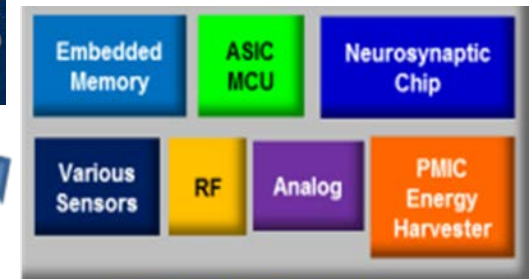 Embedded
Memory
ASIC
MCU
Neurosynaptic
Chip
Various
Sensors
RF
Analog
PMIC
Energy
Harvester